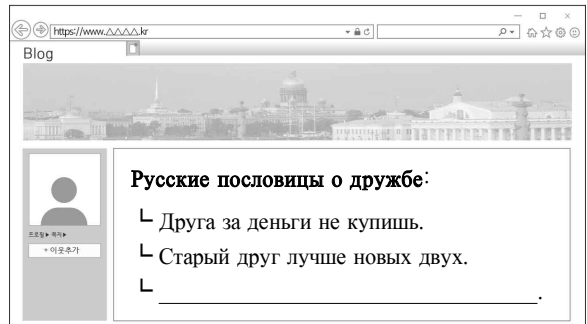 https://www.△△△△.kr
Blog
Русские пословицы о дружбе:
Друга за деньги не купишь.
Старый друг лучше новых двух.
프로필▶ 쪽지▶
+ 이웃추가